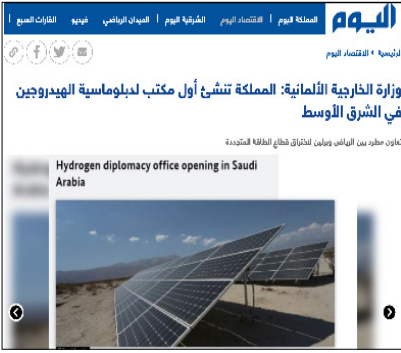 اليوم
المملكة اليوم | الاقتصاد اليوم | الشرقية اليوم | الميدان الرياضي | فيديو | القارات السبع |
الرئيسية • الاقتصاد اليوم
وزارة الخارجية الألمانية: المملكة تنشئ أول مكتب لدبلوماسية الهيدروجين
في الشرق الأوسط
تعاون مطرد بين الرياض وبرلين لاختراق قطاع الطاقة المتجددة
Hydrogen diplomacy office opening in Saudi
Arabia